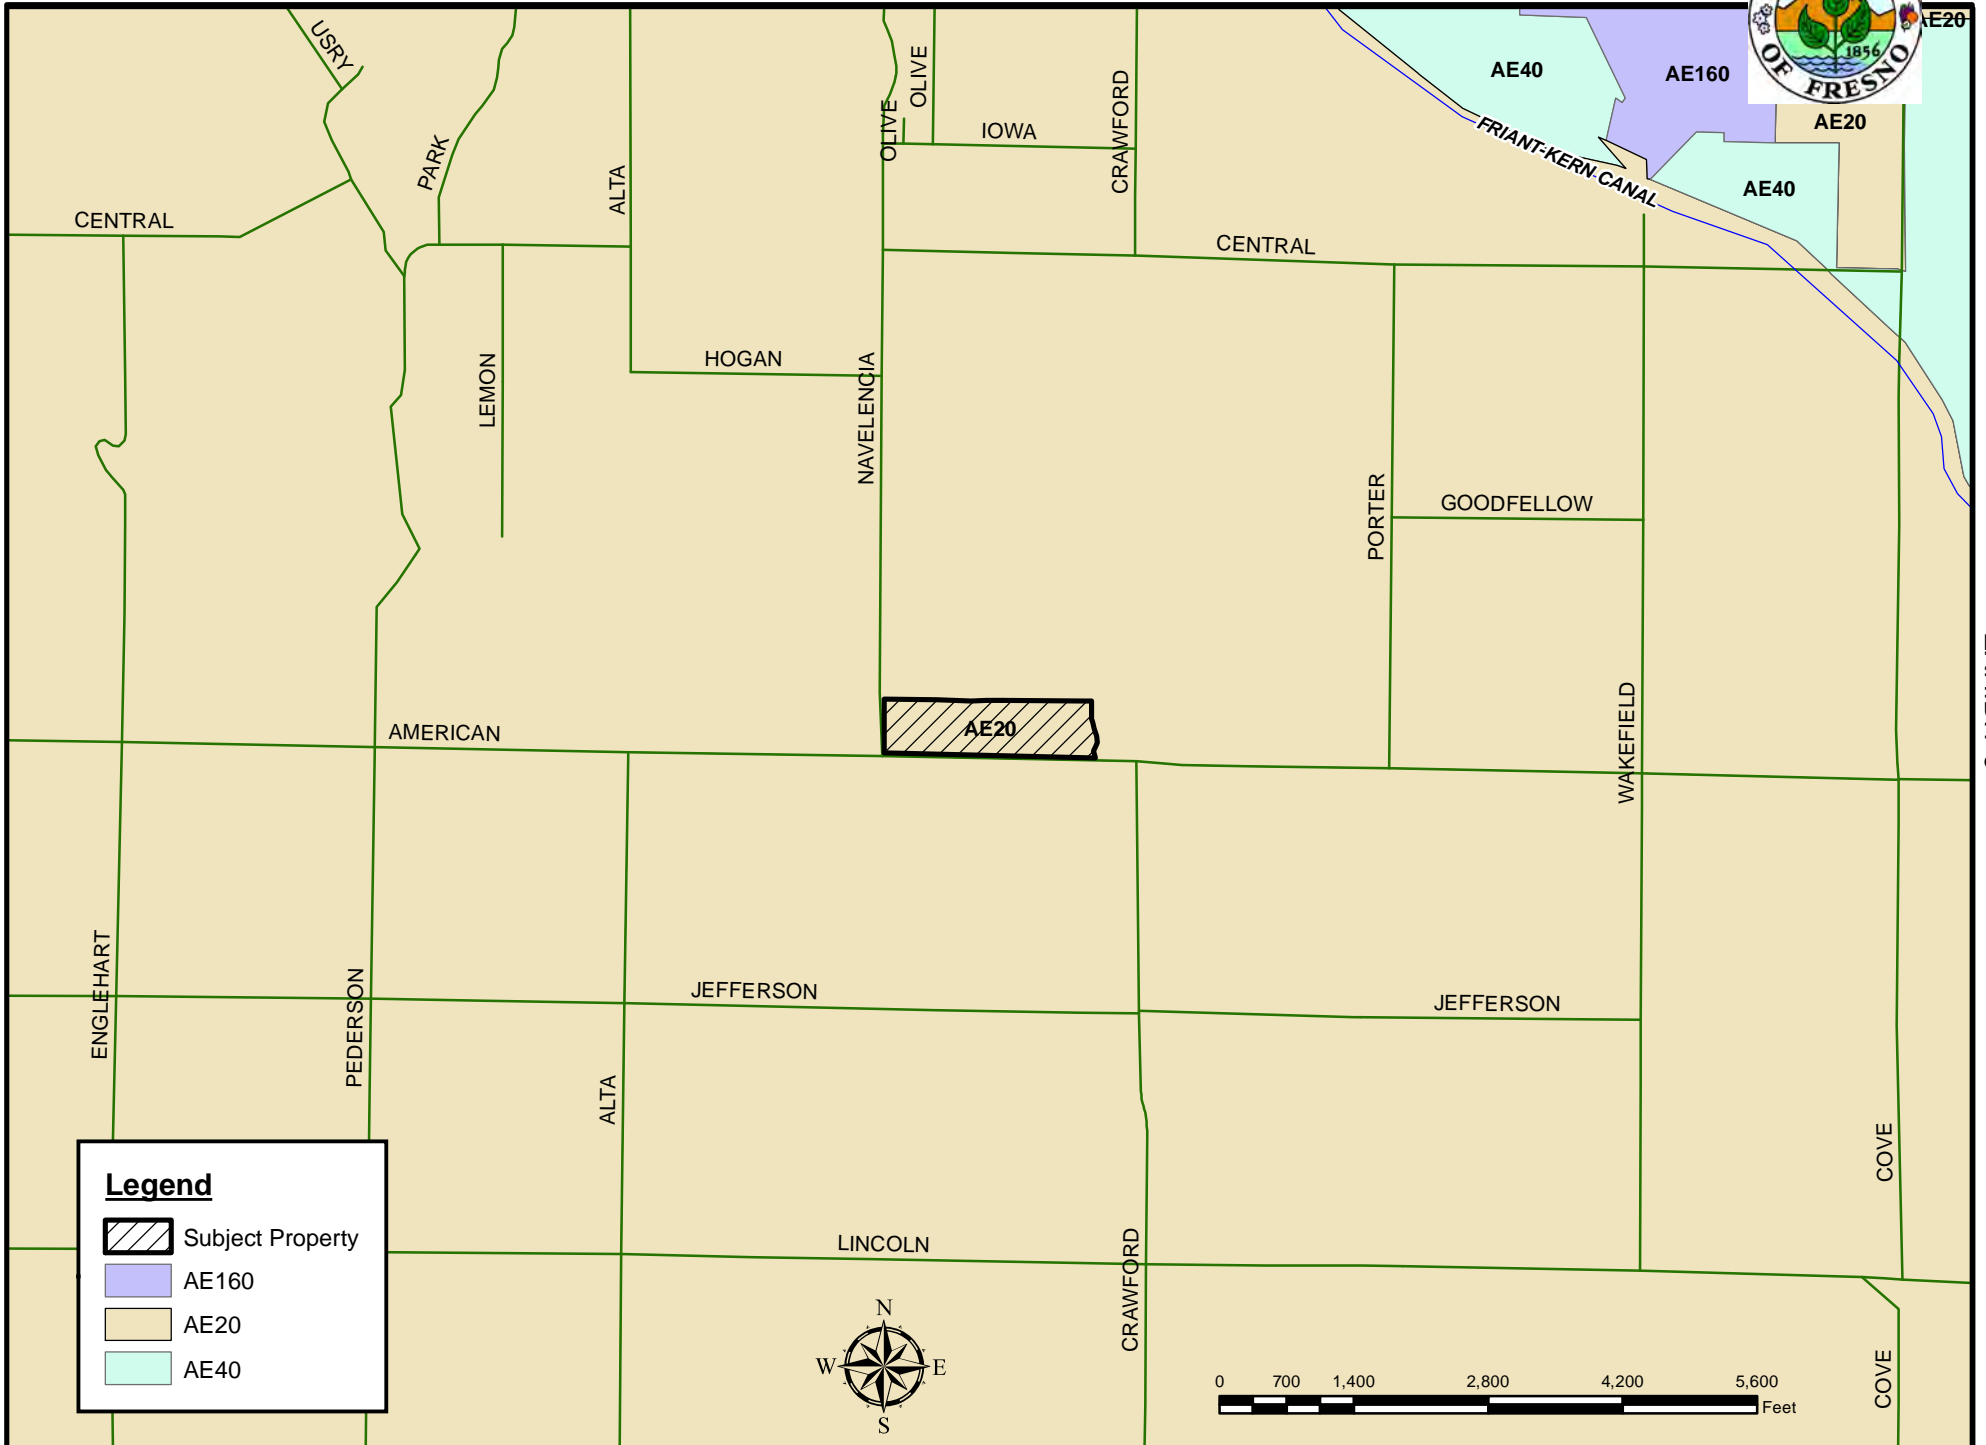 USRY
PARK
ALTA
OLIVE
OLIVE
IOWA
CRAWFORD
AE40
AE160
1856
OF FRESNO
AE20
AE20
FRIANT-KERN CANAL
AE40
CENTRAL
CENTRAL
LEMON
HOGAN
NAVELENCIA
PORTER
GOODFELLOW
AMERICAN
AE20
WAKEFIELD
ENGLEHART
PEDERSON
JEFFERSON
JEFFERSON
ALTA
COVE
LINCOLN
CRAWFORD
COVE
Legend
Subject Property
AE160
AE20
AE40
N
W E
S
0 700 1,400 2,800 4,200 5,600
Feet